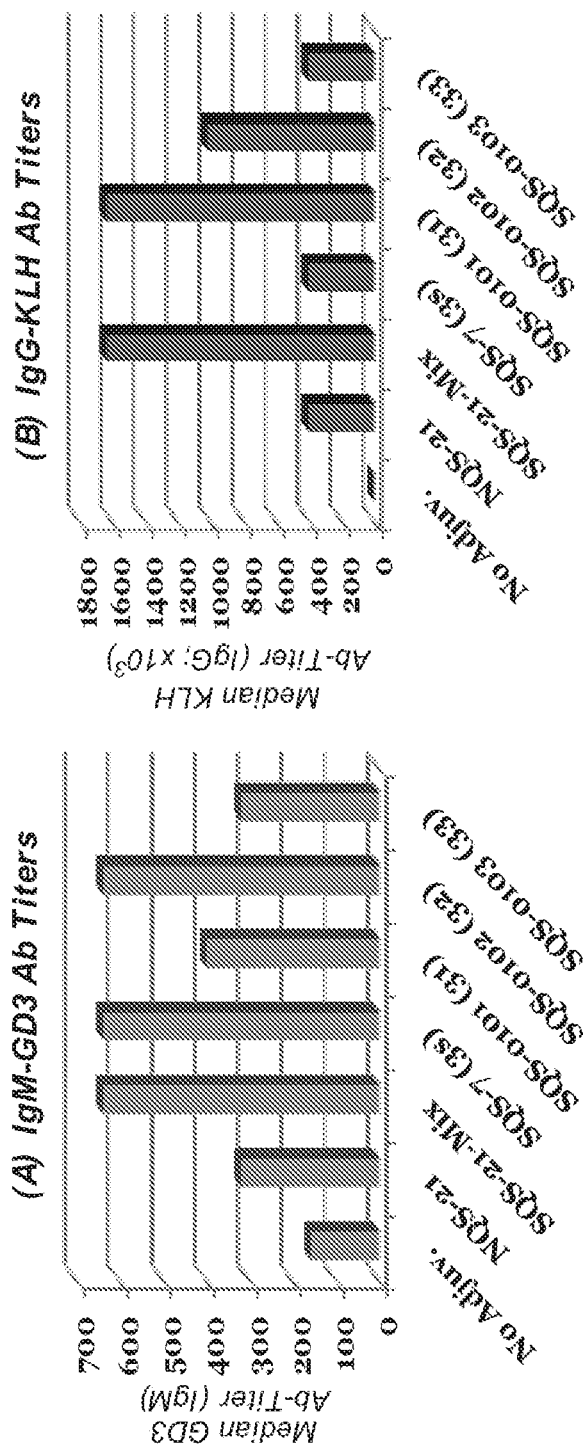 (A) IgM-GD3 Ab Titers
Median GD3
Ab-Titer (IgM)
700
600
500
400
300
200
100
0
No Adjuv.
NQS-21
SQS-21-Mix
SQS-7 (3s)
SQS-0101 (31)
SQS-0102 (32)
SQS-0103 (33)
(B) IgG-KLH Ab Titers
Median KLH
Ab-Titer (IgG; x10³)
1800
1600
1400
1200
1000
800
600
400
200
0
No Adjuv.
NQS-21
SQS-21-Mix
SQS-7 (3s)
SQS-0101 (31)
SQS-0102 (32)
SQS-0103 (33)